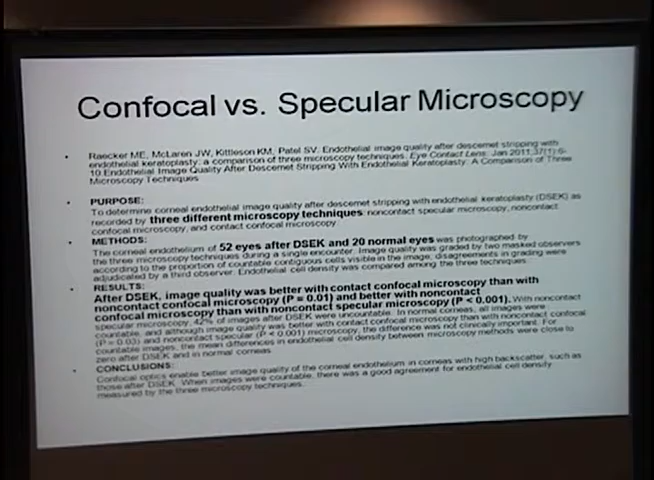 Confocal vs. Specular Microscopy
Raecker ME, McLaren JW, Kittleson KM, Patel SV. Endothelial image quality after descemet stripping with
endothelial keratoplasty: a comparison of three microscopy techniques. Eye Contact Lens. Jan 2011;37(1):6-
10 Endothelial Image Quality After Descemet Stripping With Endothelial Keratoplasty: A Comparison of Three
Microscopy Techniques
PURPOSE:
To determine corneal endothelial image quality after descemet stripping with endothelial keratoplasty (DSEK) as
recorded by three different microscopy techniques: noncontact specular microscopy, noncontact
confocal microscopy, and contact confocal microscopy.
METHODS:
The corneal endothelium of 52 eyes after DSEK and 20 normal eyes was photographed by
the three microscopy techniques during a single encounter. Image quality was graded by two masked observers
according to the proportion of countable contiguous cells visible in the image; disagreements in grading were
adjudicated by a third observer. Endothelial cell density was compared among the three techniques.
RESULTS:
After DSEK, image quality was better with contact confocal microscopy than with
noncontact confocal microscopy (P = 0.01) and better with noncontact
confocal microscopy than with noncontact specular microscopy (P < 0.001). With noncontact
specular microscopy, 42% of images after DSEK were uncountable. In normal corneas, all images were
countable, and although image quality was better with contact confocal microscopy than with noncontact confocal
(P = 0.03) and noncontact specular (P < 0.001) microscopy, the difference was not clinically important. For
countable images, the mean differences in endothelial cell density between microscopy methods were close to
zero after DSEK and in normal corneas.
CONCLUSIONS:
Confocal optics enable better image quality of the corneal endothelium in corneas with high backscatter, such as
those after DSEK. When images were countable, there was a good agreement for endothelial cell density
measured by the three microscopy techniques.